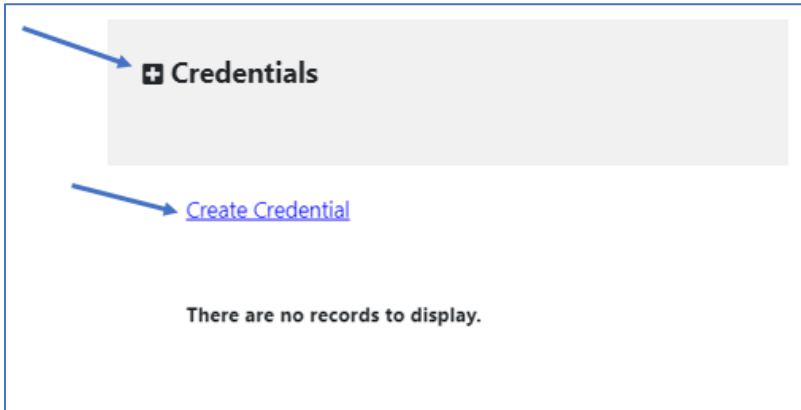 Credentials
Create Credential
There are no records to display.